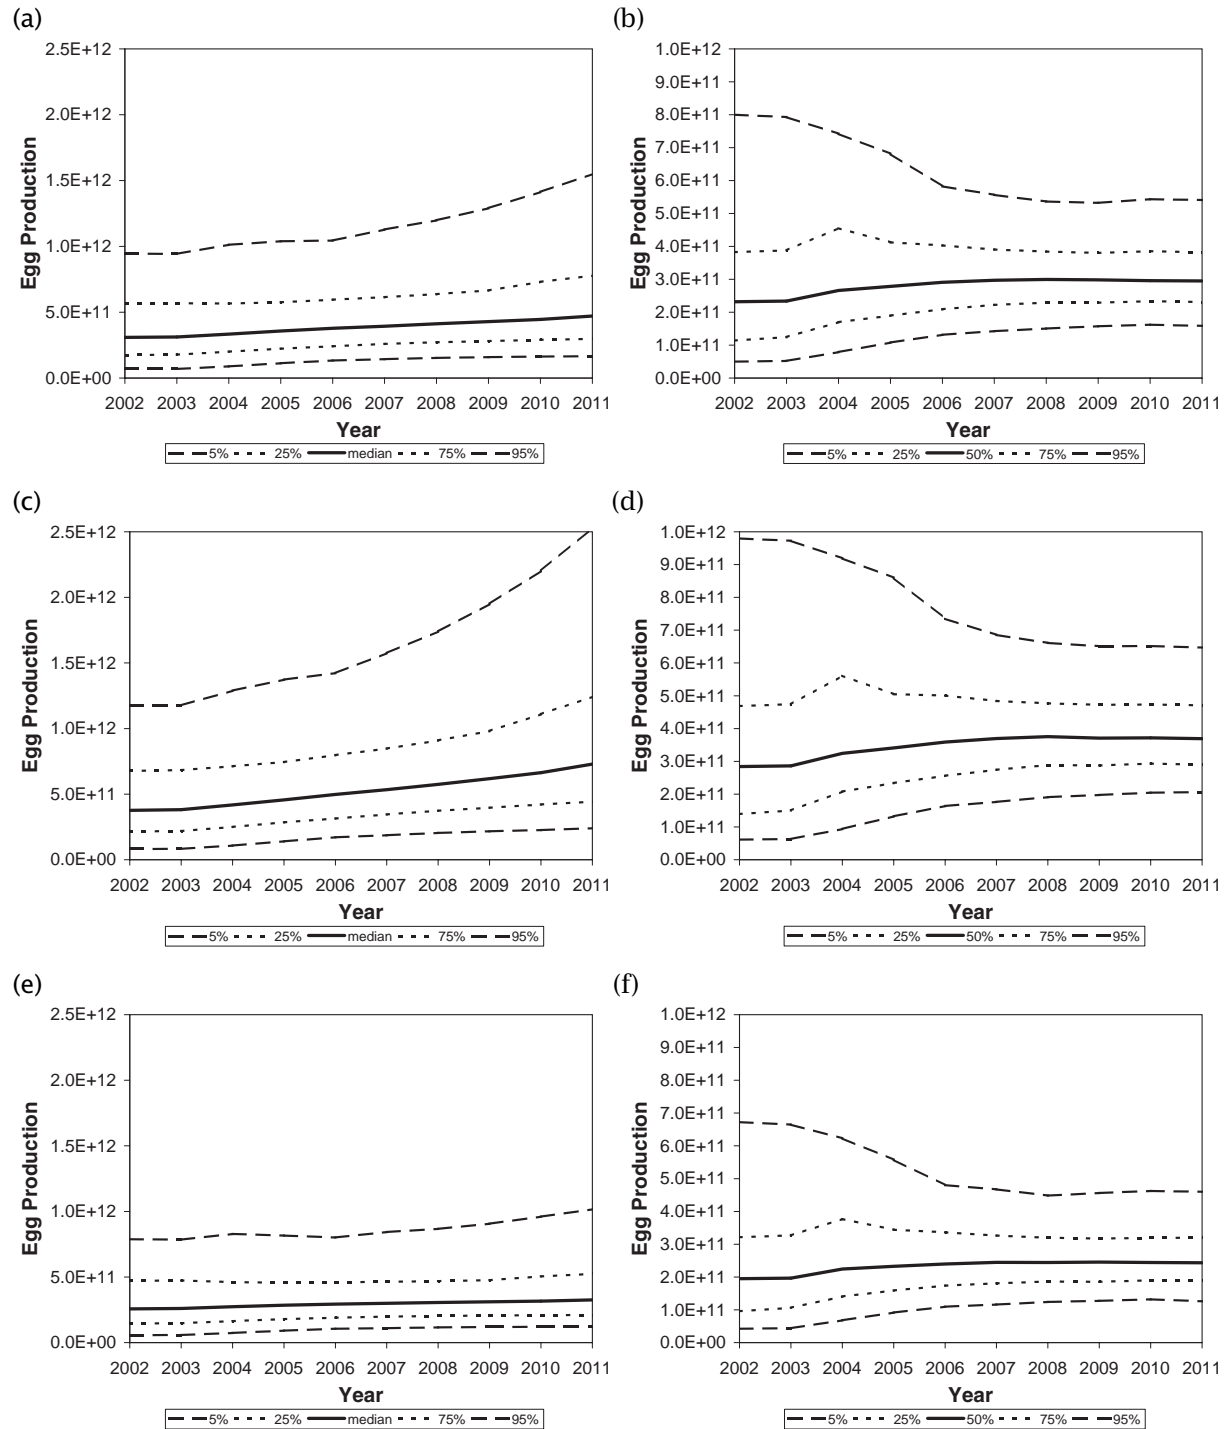 (a)
2.5E+12
2.0E+12
1.5E+12
1.0E+12
5.0E+11
0.0E+00
Egg Production
2002 2003 2004 2005 2006 2007 2008 2009 2010 2011
Year
5% 25% median 75% 95%
(b)
1.0E+12
9.0E+11
8.0E+11
7.0E+11
6.0E+11
5.0E+11
4.0E+11
3.0E+11
2.0E+11
1.0E+11
0.0E+00
Egg Production
2002 2003 2004 2005 2006 2007 2008 2009 2010 2011
Year
5% 25% 50% 75% 95%
(c)
2.5E+12
2.0E+12
1.5E+12
1.0E+12
5.0E+11
0.0E+00
Egg Production
2002 2003 2004 2005 2006 2007 2008 2009 2010 2011
Year
5% 25% median 75% 95%
(d)
1.0E+12
9.0E+11
8.0E+11
7.0E+11
6.0E+11
5.0E+11
4.0E+11
3.0E+11
2.0E+11
1.0E+11
0.0E+00
Egg Production
2002 2003 2004 2005 2006 2007 2008 2009 2010 2011
Year
5% 25% 50% 75% 95%
(e)
2.5E+12
2.0E+12
1.5E+12
1.0E+12
5.0E+11
0.0E+00
Egg Production
2002 2003 2004 2005 2006 2007 2008 2009 2010 2011
Year
5% 25% median 75% 95%
(f)
1.0E+12
9.0E+11
8.0E+11
7.0E+11
6.0E+11
5.0E+11
4.0E+11
3.0E+11
2.0E+11
1.0E+11
0.0E+00
Egg Production
2002 2003 2004 2005 2006 2007 2008 2009 2010 2011
Year
5% 25% 50% 75% 95%